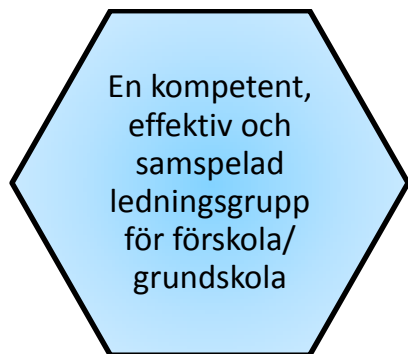 En kompetent,
effektiv och
samspelad
ledningsgrupp
för förskola/
grundskola